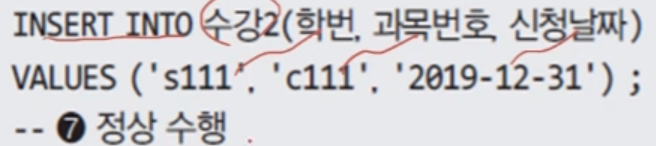 INSERT INTO 수강2(학번, 과목번호, 신청날짜)
VALUES ('s111', 'c111', '2019-12-31') ;
-- ❼ 정상 수행